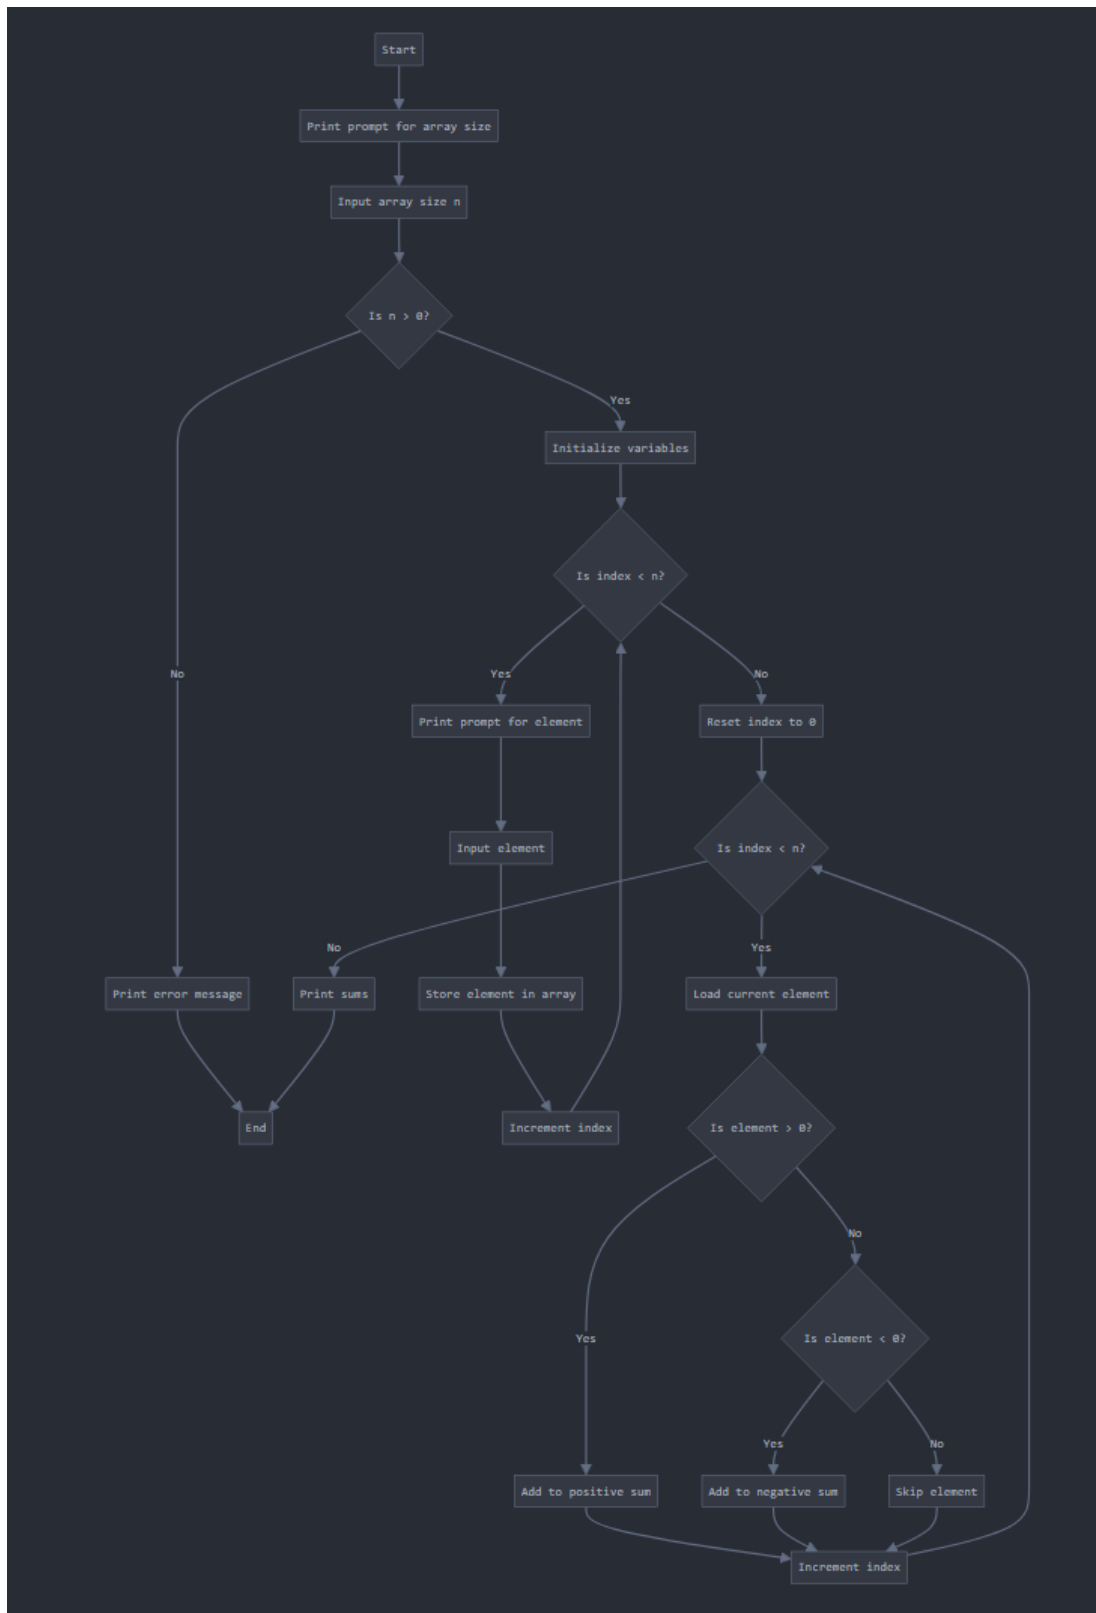 Start
Print prompt for array size
Input array size n
Is n > 0?
Yes
Initialize variables
Is index < n?
No
Yes
No
Print prompt for element
Reset index to 0
Input element
Is index < n?
No
Yes
Print error message
Print sums
Store element in array
Load current element
End
Increment index
Is element > 0?
No
Yes
Is element < 0?
Yes
No
Add to positive sum
Add to negative sum
Skip element
Increment index